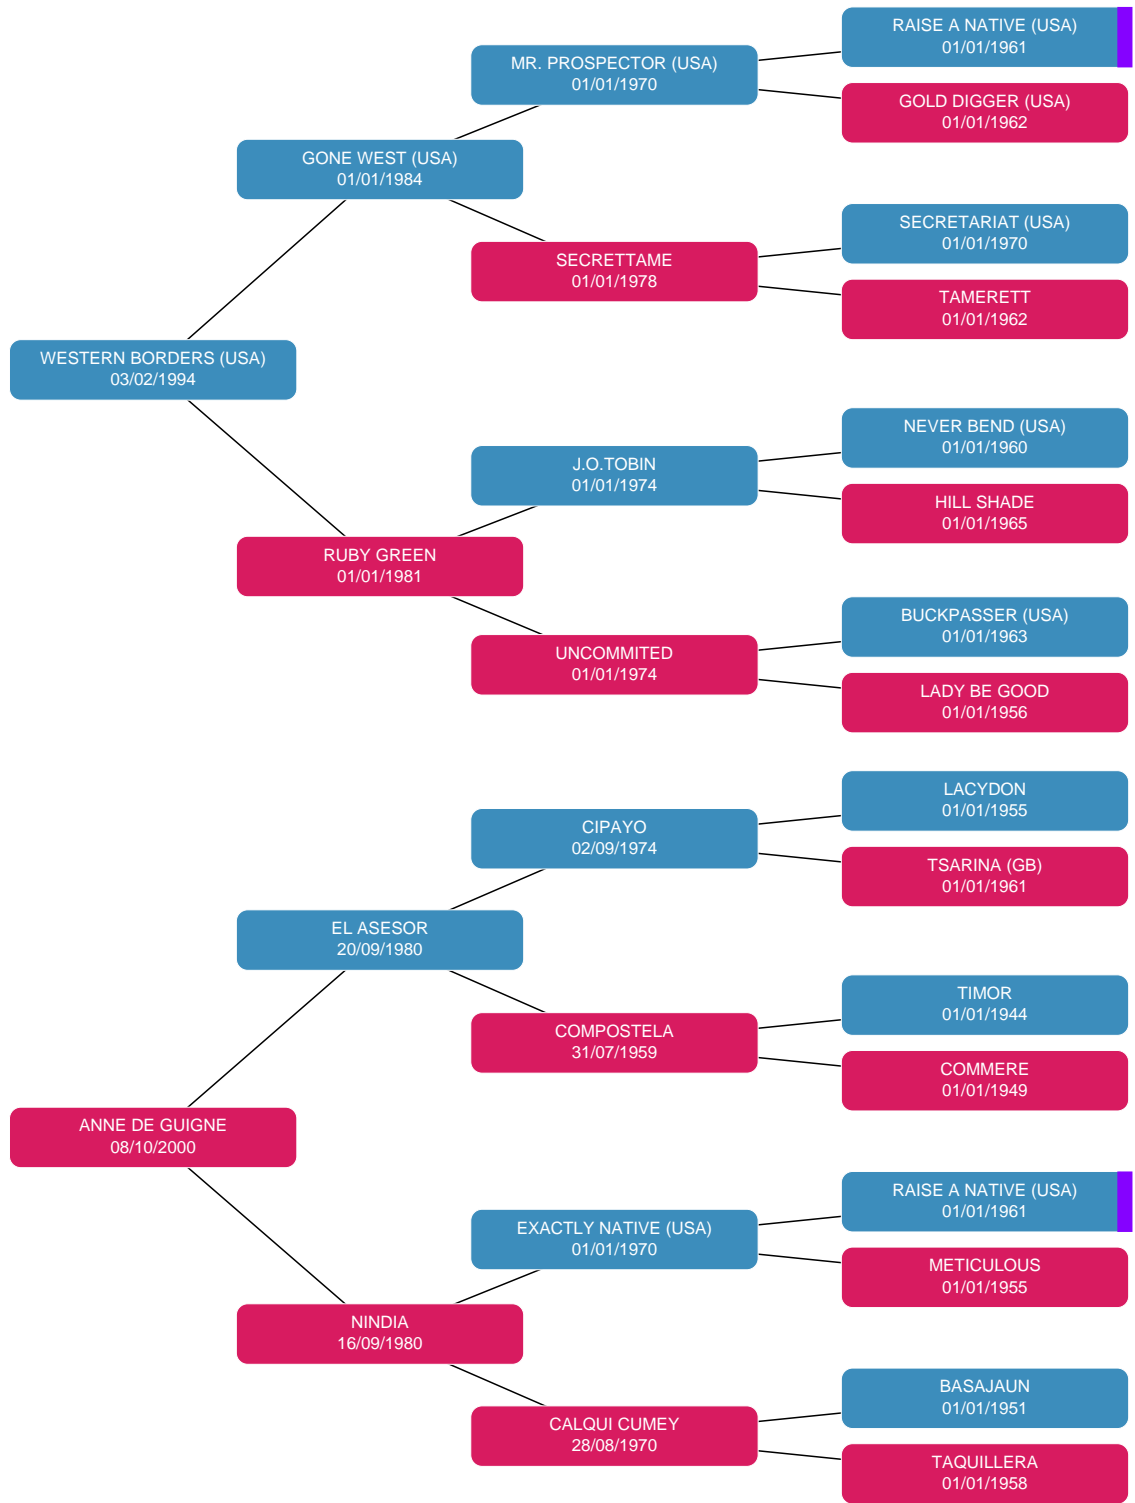 RAISE A NATIVE (USA)
01/01/1961
MR. PROSPECTOR (USA)
01/01/1970
GOLD DIGGER (USA)
01/01/1962
GONE WEST (USA)
01/01/1984
SECRETARIAT (USA)
01/01/1970
SECRETTAME
01/01/1978
TAMERETT
01/01/1962
WESTERN BORDERS (USA)
03/02/1994
NEVER BEND (USA)
01/01/1960
J.O.TOBIN
01/01/1974
HILL SHADE
01/01/1965
RUBY GREEN
01/01/1981
BUCKPASSER (USA)
01/01/1963
UNCOMMITED
01/01/1974
LADY BE GOOD
01/01/1956
LACYDON
01/01/1955
CIPAYO
02/09/1974
TSARINA (GB)
01/01/1961
EL ASESOR
20/09/1980
TIMOR
01/01/1944
COMPOSTELA
31/07/1959
COMMERE
01/01/1949
ANNE DE GUIGNE
08/10/2000
RAISE A NATIVE (USA)
01/01/1961
EXACTLY NATIVE (USA)
01/01/1970
METICULOUS
01/01/1955
NINDIA
16/09/1980
BASAJAUN
01/01/1951
CALQUI CUMEY
28/08/1970
TAQUILLERA
01/01/1958